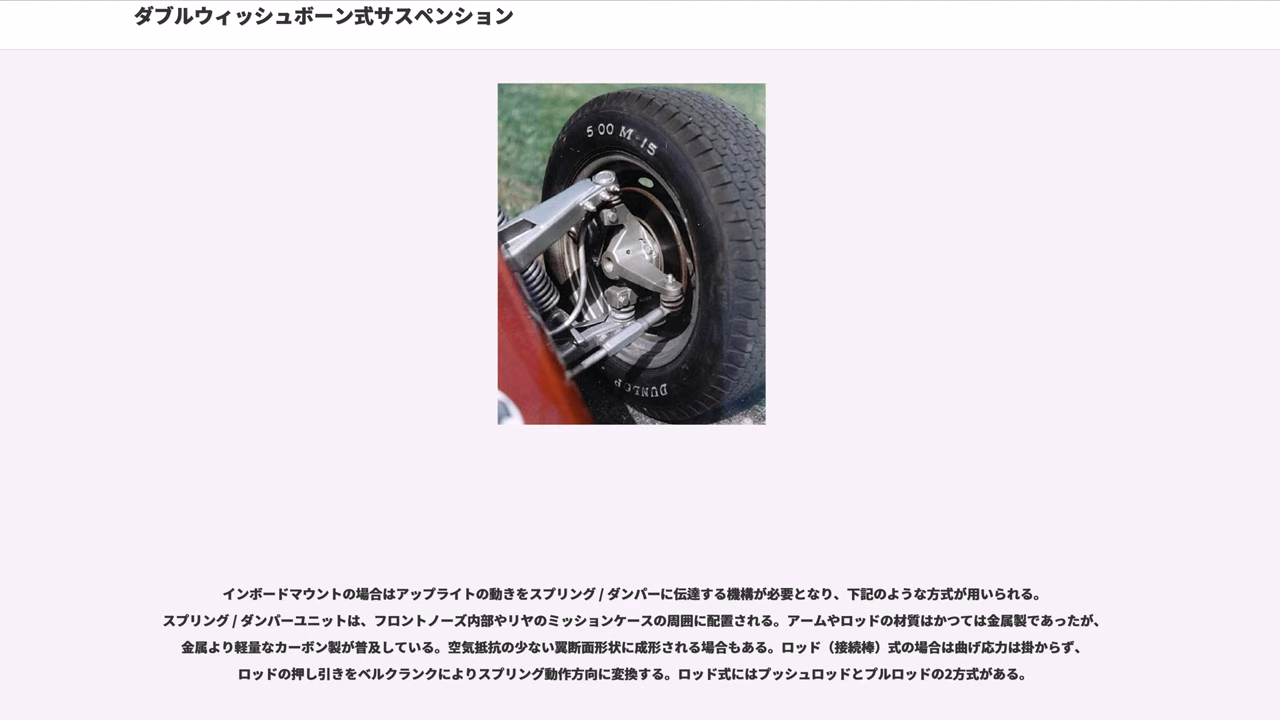 ダブルウィッシュボーン式サスペンション
5 00 M-15
DUNLOP
インボードマウントの場合はアップライトの動きをスプリング / ダンパーに伝達する機構が必要となり、下記のような方式が用いられる。
スプリング / ダンパーユニットは、フロントノーズ内部やリヤのミッションケースの周囲に配置される。アームやロッドの材質はかつては金属製であったが、
金属より軽量なカーボン製が普及している。空気抵抗の少ない翼断面形状に成形される場合もある。ロッド（接続棒）式の場合は曲げ応力は掛からず、
ロッドの押し引きをベルクランクによりスプリング動作方向に変換する。ロッド式にはプッシュロッドとプルロッドの2方式がある。